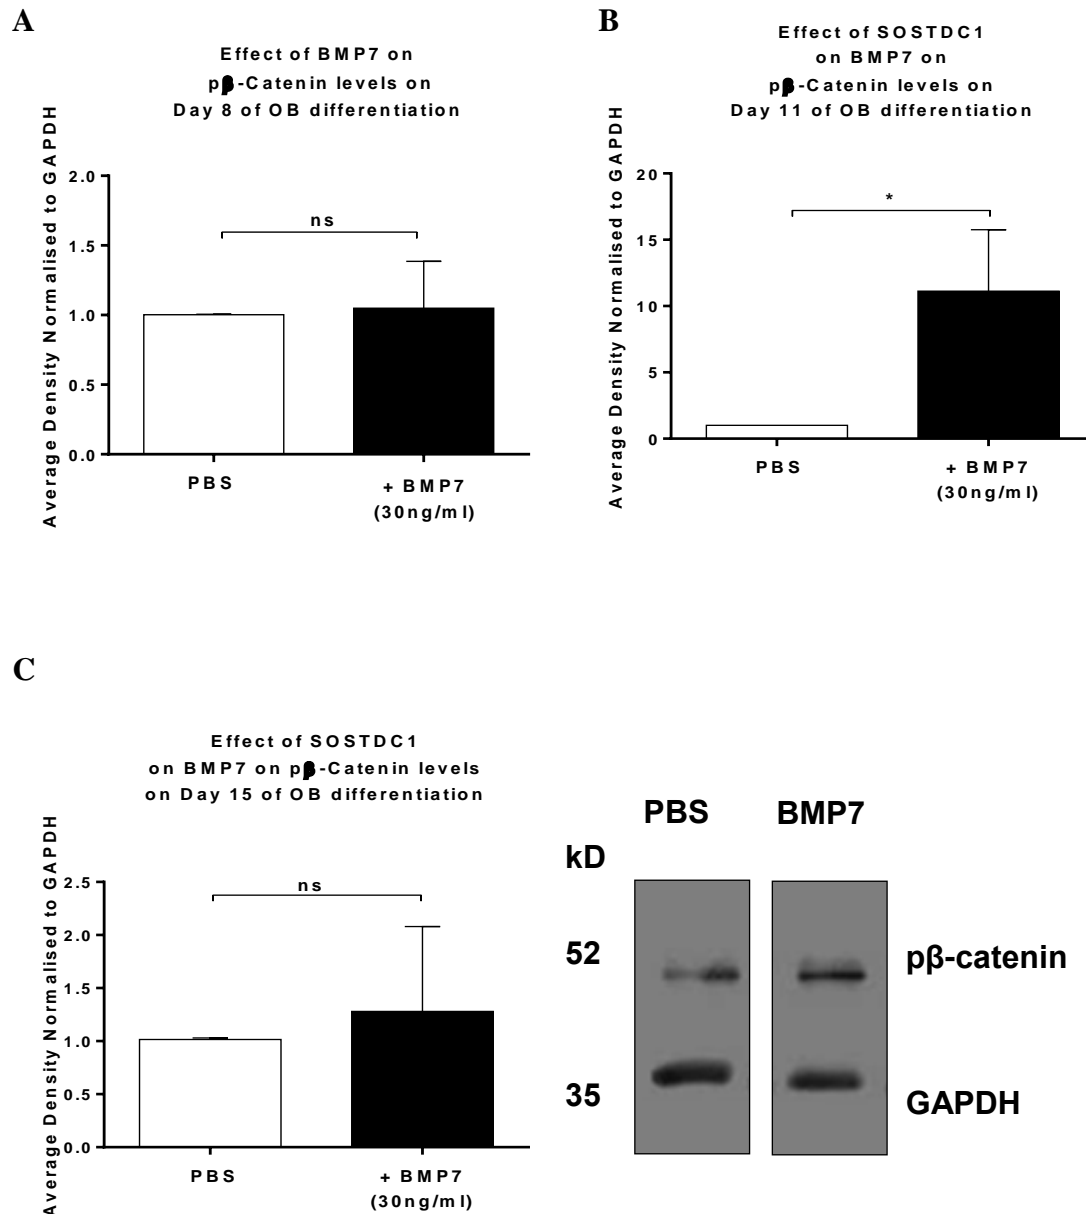 A
Effect of BMP7 on
pβ-Catenin levels on
Day 8 of OB differentiation
Average Density Normalised to GAPDH
2.0
1.5
1.0
0.5
0.0
ns
PBS
+ BMP7
(30ng/ml)
B
Effect of SOSTDC1
on BMP7 on
pβ-Catenin levels on
Day 11 of OB differentiation
Average Density Normalised to GAPDH
20
15
10
5
0
*
PBS
+ BMP7
(30ng/ml)
C
Effect of SOSTDC1
on BMP7 on pβ-Catenin levels
on Day 15 of OB differentiation
Average Density Normalised to GAPDH
2.5
2.0
1.5
1.0
0.5
0.0
ns
PBS
+ BMP7
(30ng/ml)
PBS BMP7
kD
52
pβ-catenin
35
GAPDH